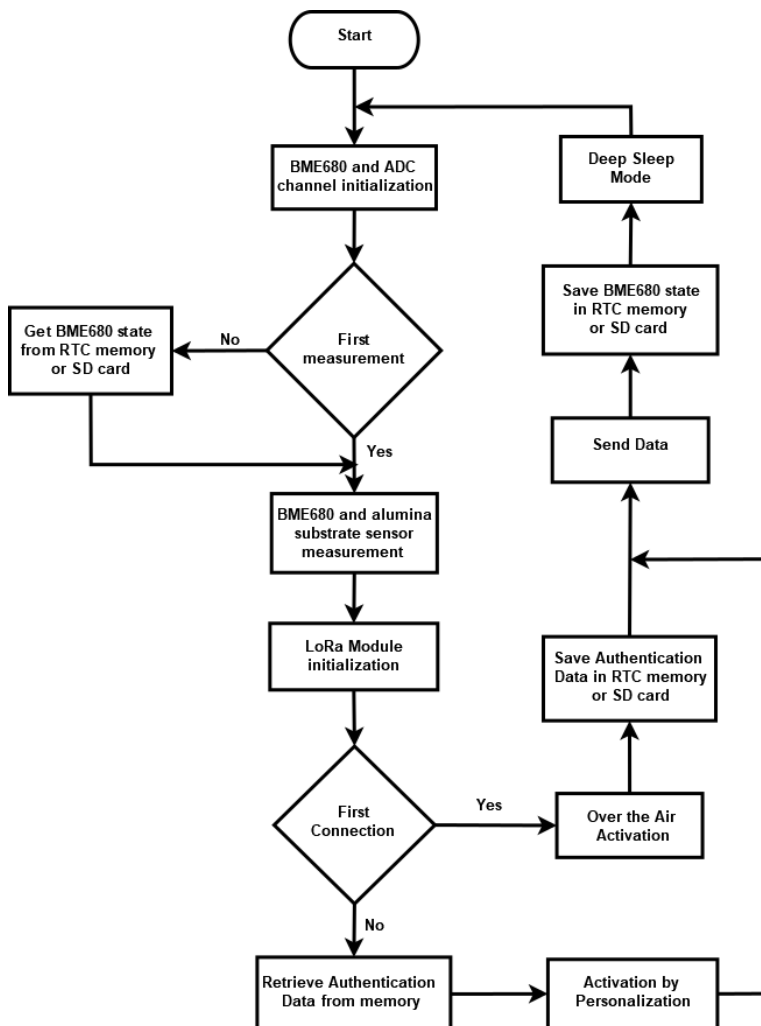 Start
BME680 and ADC
channel initialization
Deep Sleep
Mode
First
measurement
No
Get BME680 state
from RTC memory
or SD card
Yes
Save BME680 state
in RTC memory
or SD card
Send Data
BME680 and alumina
substrate sensor
measurement
LoRa Module
initialization
Save Authentication
Data in RTC memory
or SD card
First
Connection
Yes
Over the Air
Activation
No
Retrieve Authentication
Data from memory
Activation by
Personalization